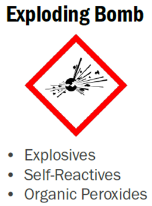 Exploding Bomb
• Explosives
• Self-Reactives
• Organic Peroxides